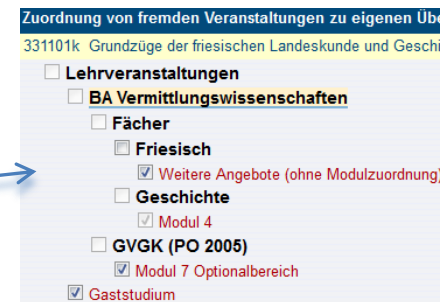 Zuordnung von fremden Veranstaltungen zu eigenen Übe
331101k Grundzüge der friesischen Landeskunde und Geschi
Lehrveranstaltungen
BA Vermittlungswissenschaften
Fächer
Friesisch
Weitere Angebote (ohne Modulzuordnung)
Geschichte
Modul 4
GVGK (PO 2005)
Modul 7 Optionalbereich
Gaststudium